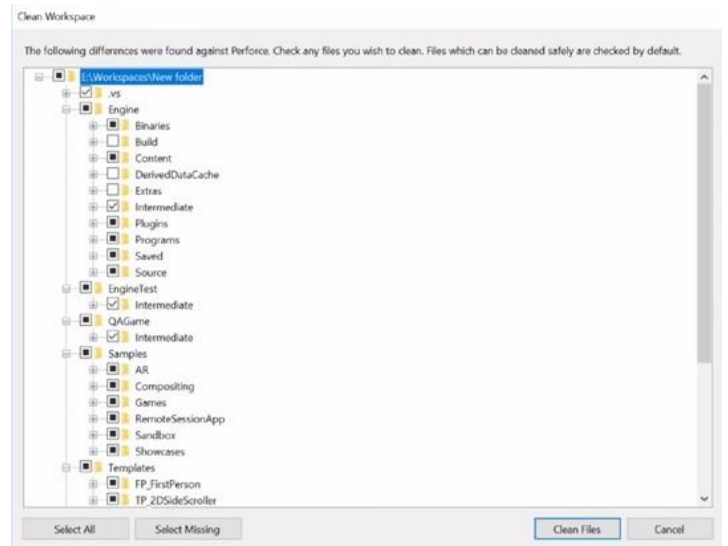 Clean Workspace
The following differences were found against Perforce. Check any files you wish to clean. Files which can be cleaned safely are checked by default.
E:\Workspaces\New folder
.vs
Engine
Binaries
Build
Content
DerivedDataCache
Extras
Intermediate
Plugins
Programs
Saved
Source
EngineTest
Intermediate
QAGame
Intermediate
Samples
AR
Compositing
Games
RemoteSessionApp
Sandbox
Showcases
Templates
FP_FirstPerson
TP_2DSideScroller
Select All Select Missing Clean Files Cancel